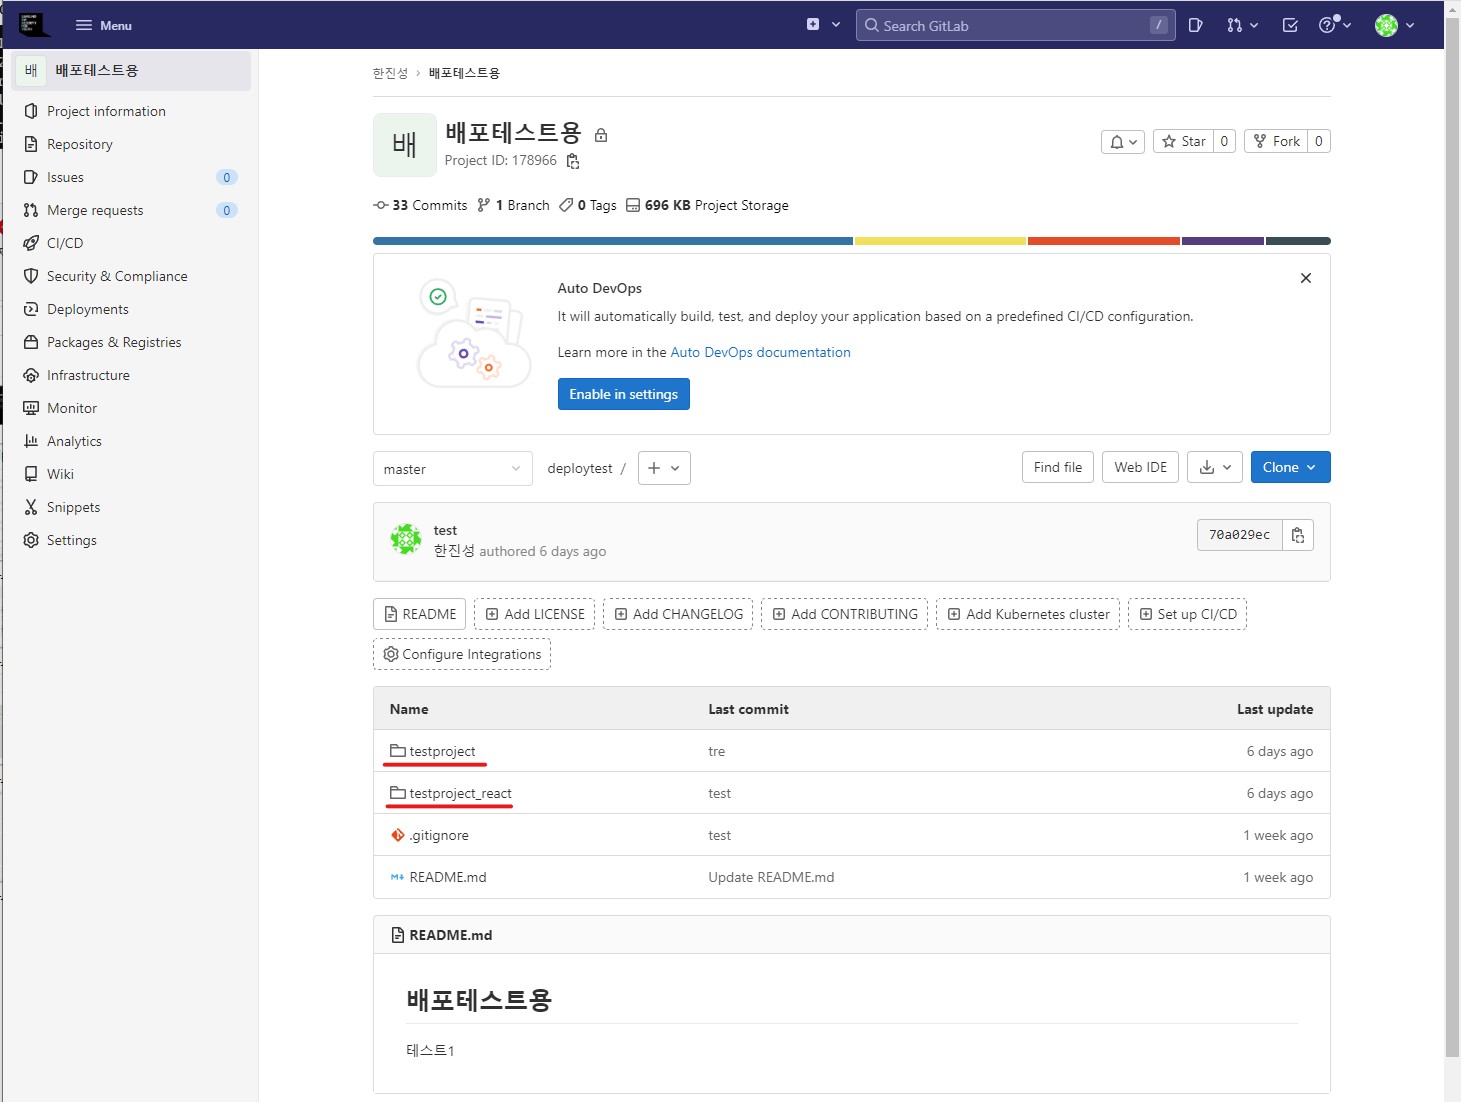 Menu
Search GitLab /
배 배포테스트용
Project information
Repository
Issues 0
Merge requests 0
CI/CD
Security & Compliance
Deployments
Packages & Registries
Infrastructure
Monitor
Analytics
Wiki
Snippets
Settings
한진성 › 배포테스트용
배
배포테스트용
Project ID: 178966
Star 0
Fork 0
33 Commits 1 Branch 0 Tags 696 KB Project Storage
Auto DevOps
It will automatically build, test, and deploy your application based on a predefined CI/CD configuration.
Learn more in the Auto DevOps documentation
Enable in settings
master
deploytest /
Find file
Web IDE
Clone
test
한진성 authored 6 days ago
70a029ec
README
Add LICENSE
Add CHANGELOG
Add CONTRIBUTING
Add Kubernetes cluster
Set up CI/CD
Configure Integrations
Name Last commit Last update
testproject tre 6 days ago
testproject_react test 6 days ago
.gitignore test 1 week ago
README.md Update README.md 1 week ago
README.md
배포테스트용
테스트1